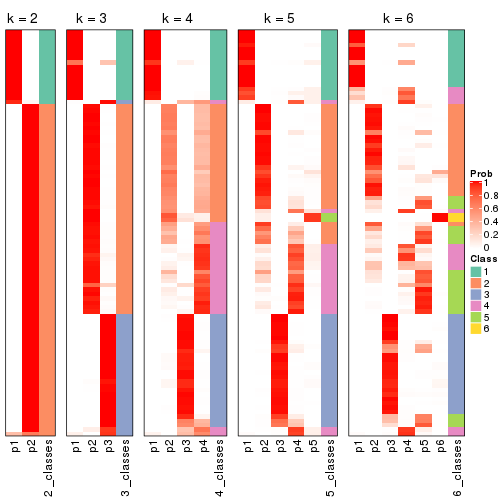 k = 2
k = 3
k = 4
k = 5
k = 6
Prob
1
0.8
0.6
0.4
0.2
0
Class
1
2
3
4
5
6
p1
p2
2_classes
p1
p2
p3
3_classes
p1
p2
p3
p4
4_classes
p1
p2
p3
p4
p5
5_classes
p1
p2
p3
p4
p5
p6
6_classes